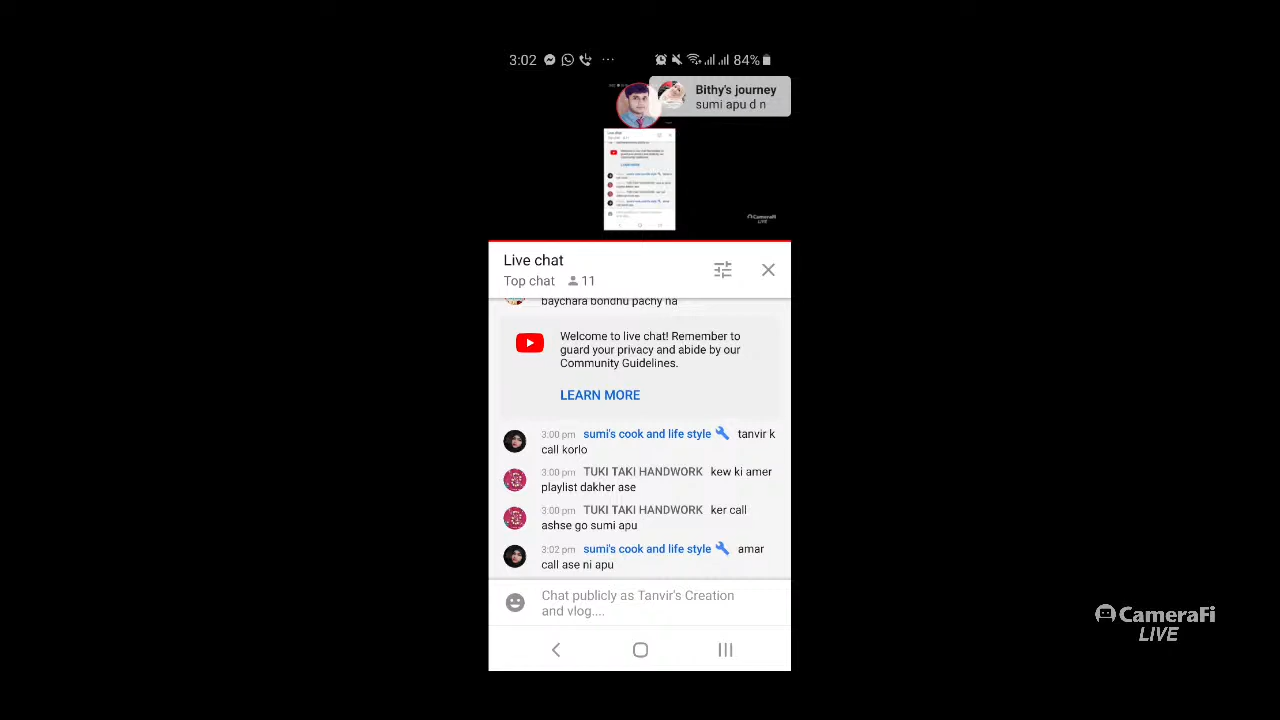 3:02 ... 84%
Bithy's journey
sumi apu d n
Live chat
CameraFi
LIVE
Live chat
Top chat 11
baychara bondhu pachy na
Welcome to live chat! Remember to
guard your privacy and abide by our
Community Guidelines.
LEARN MORE
3:00 pm sumi's cook and life style tanvir k
call korlo
3:00 pm TUKI TAKI HANDWORK kew ki amer
playlist dakher ase
3:00 pm TUKI TAKI HANDWORK ker call
ashse go sumi apu
3:02 pm sumi's cook and life style amar
call ase ni apu
Chat publicly as Tanvir's Creation
and vlog....
CameraFi
LIVE